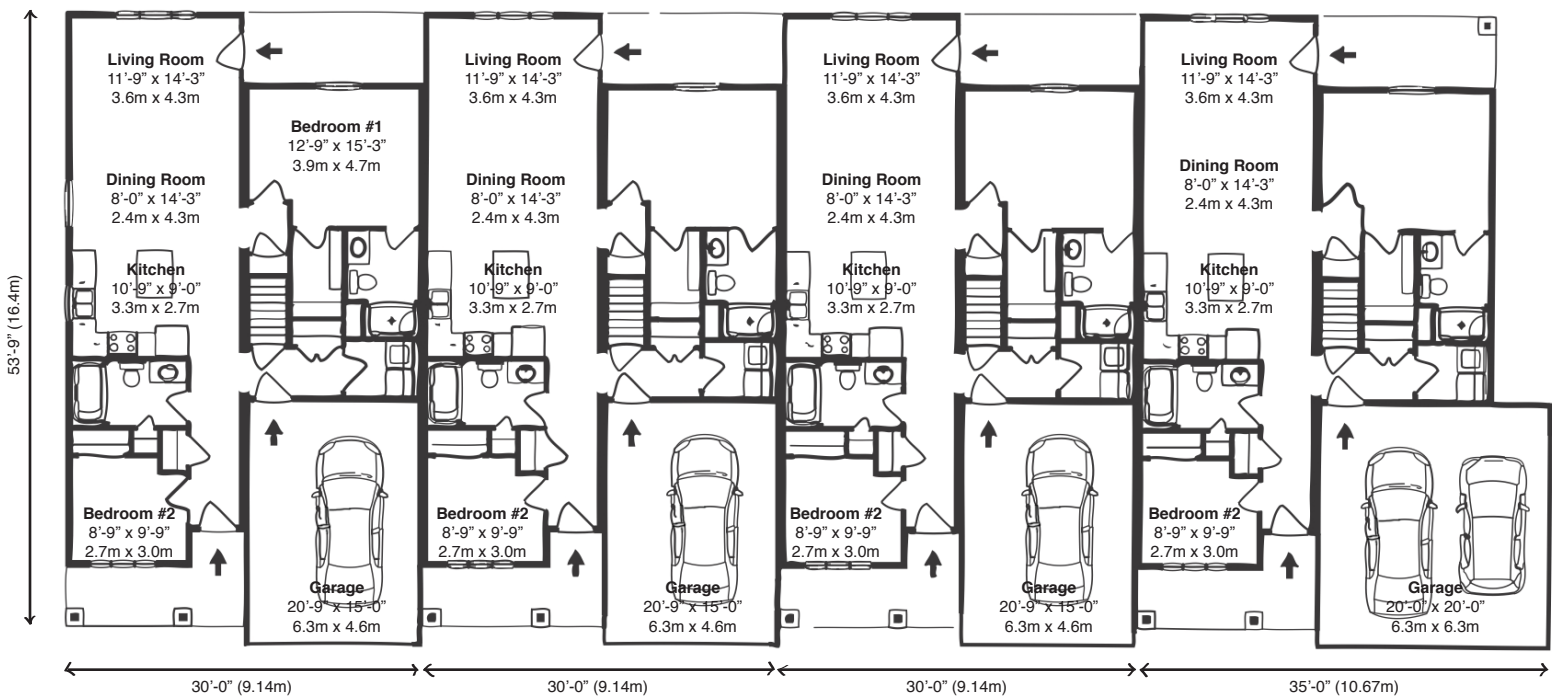 Living Room
11'-9" x 14'-3"
3.6m x 4.3m
Dining Room
8'-0" x 14'-3"
2.4m x 4.3m
Kitchen
10'-9" x 9'-0"
3.3m x 2.7m
Bedroom #1
12'-9" x 15'-3"
3.9m x 4.7m
Bedroom #2
8'-9" x 9'-9"
2.7m x 3.0m
Garage
20'-9" x 15'-0"
6.3m x 4.6m
Living Room
11'-9" x 14'-3"
3.6m x 4.3m
Dining Room
8'-0" x 14'-3"
2.4m x 4.3m
Kitchen
10'-9" x 9'-0"
3.3m x 2.7m
Bedroom #2
8'-9" x 9'-9"
2.7m x 3.0m
Garage
20'-9" x 15'-0"
6.3m x 4.6m
Living Room
11'-9" x 14'-3"
3.6m x 4.3m
Dining Room
8'-0" x 14'-3"
2.4m x 4.3m
Kitchen
10'-9" x 9'-0"
3.3m x 2.7m
Bedroom #2
8'-9" x 9'-9"
2.7m x 3.0m
Garage
20'-9" x 15'-0"
6.3m x 4.6m
Living Room
11'-9" x 14'-3"
3.6m x 4.3m
Dining Room
8'-0" x 14'-3"
2.4m x 4.3m
Kitchen
10'-9" x 9'-0"
3.3m x 2.7m
Bedroom #2
8'-9" x 9'-9"
2.7m x 3.0m
Garage
20'-0" x 20'-0"
6.3m x 6.3m
53'-9" (16.4m)
30'-0" (9.14m)
30'-0" (9.14m)
30'-0" (9.14m)
35'-0" (10.67m)